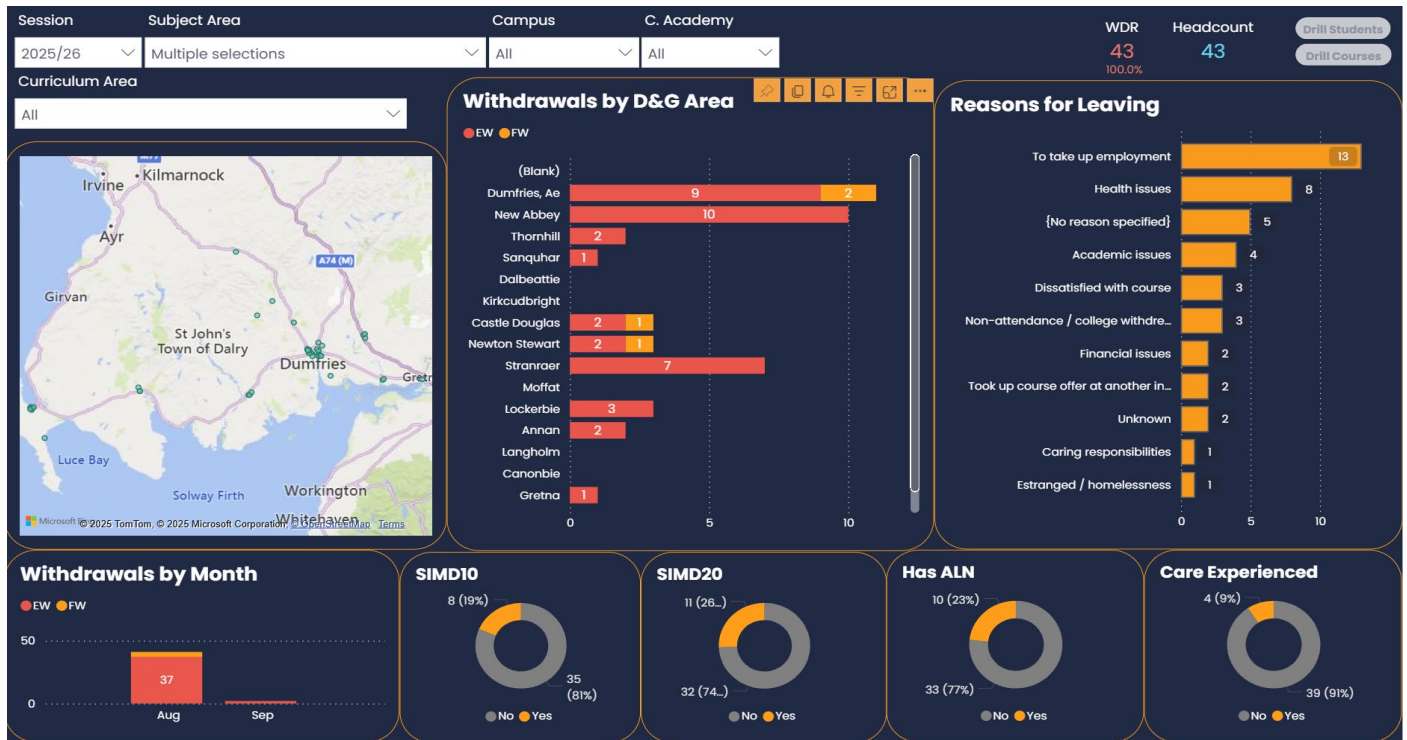 Session
Subject Area
Campus
C. Academy
2025/26
Multiple selections
All
All
WDR
43
100.0%
Headcount
43
Drill Students
Drill Courses
Curriculum Area
All
Irvine
Kilmarnock
Ayr
A74 (M)
Girvan
St John's
Town of Dalry
Dumfries
Luce Bay
Solway Firth
Workington
Whitehaven
© 2025 TomTom, © 2025 Microsoft Corporation, © OpenStreetMap Terms
Withdrawals by D&G Area
EW FW
(Blank)
Dumfries, Ae 9 2
New Abbey 10
Thornhill 2
Sanquhar 1
Dalbeattie
Kirkcudbright
Castle Douglas 2 1
Newton Stewart 2 1
Stranraer 7
Moffat
Lockerbie 3
Annan 2
Langholm
Canonbie
Gretna 1
0 5 10
Reasons for Leaving
To take up employment 13
Health issues 8
{No reason specified} 5
Academic issues 4
Dissatisfied with course 3
Non-attendance / college withdre... 3
Financial issues 2
Took up course offer at another in... 2
Unknown 2
Caring responsibilities 1
Estranged / homelessness 1
0 5 10
Withdrawals by Month
EW FW
50
0
37
Aug Sep
SIMD10
8 (19%)
35
(81%)
No Yes
SIMD20
11 (26...)
32 (74...)
No Yes
Has ALN
10 (23%)
33 (77%)
No Yes
Care Experienced
4 (9%)
39 (91%)
No Yes